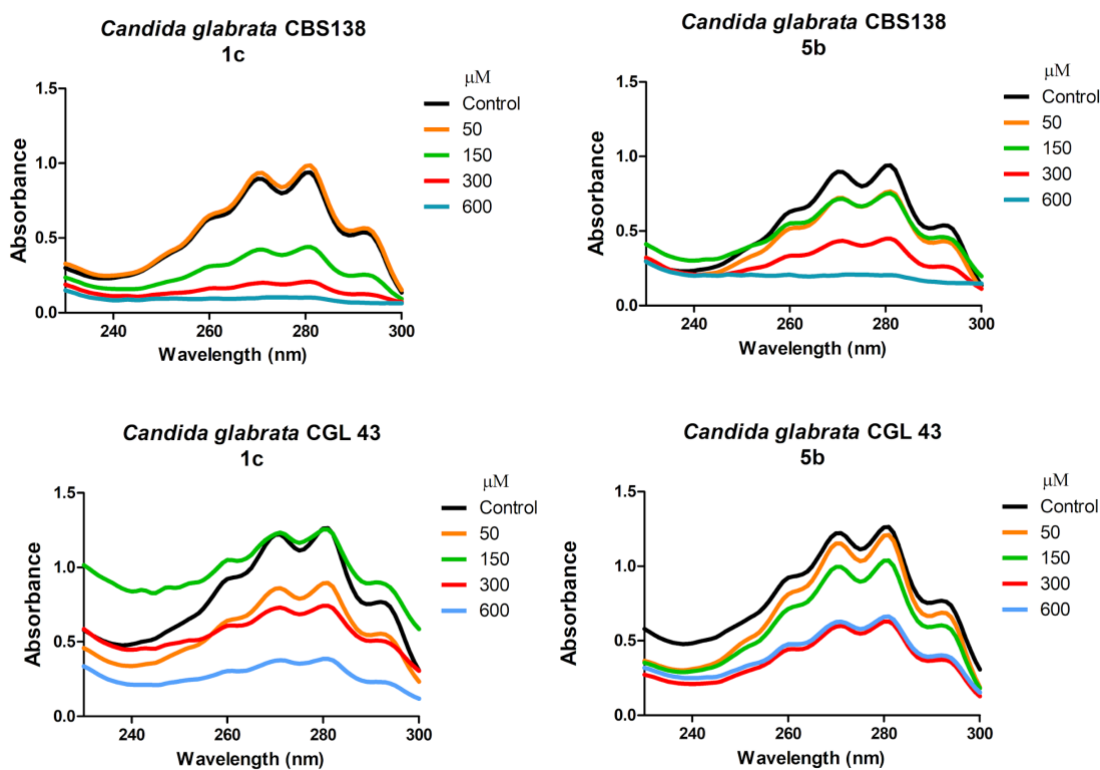 Candida glabrata CBS138
1c
μM
Control
50
150
300
600
1.5
1.0
0.5
0.0
Absorbance
240
260
280
300
Wavelength (nm)
Candida glabrata CBS138
5b
μM
Control
50
150
300
600
1.5
1.0
0.5
0.0
Absorbance
240
260
280
300
Wavelength (nm)
Candida glabrata CGL 43
1c
μM
Control
50
150
300
600
1.5
1.0
0.5
0.0
Absorbance
240
260
280
300
Wavelength (nm)
Candida glabrata CGL 43
5b
μM
Control
50
150
300
600
1.5
1.0
0.5
0.0
Absorbance
240
260
280
300
Wavelength (nm)